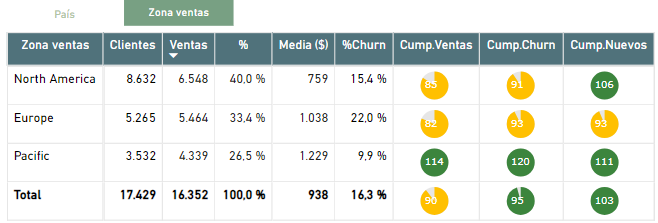 País Zona ventas
Zona ventas Clientes Ventas % Media ($) %Churn Cump.Ventas Cump.Churn Cump.Nuevos
North America 8.632 6.548 40,0 % 759 15,4 % 85 91 106
Europe 5.265 5.464 33,4 % 1.038 22,0 % 82 93 93
Pacific 3.532 4.339 26,5 % 1.229 9,9 % 114 120 111
Total 17.429 16.352 100,0 % 938 16,3 % 90 95 103